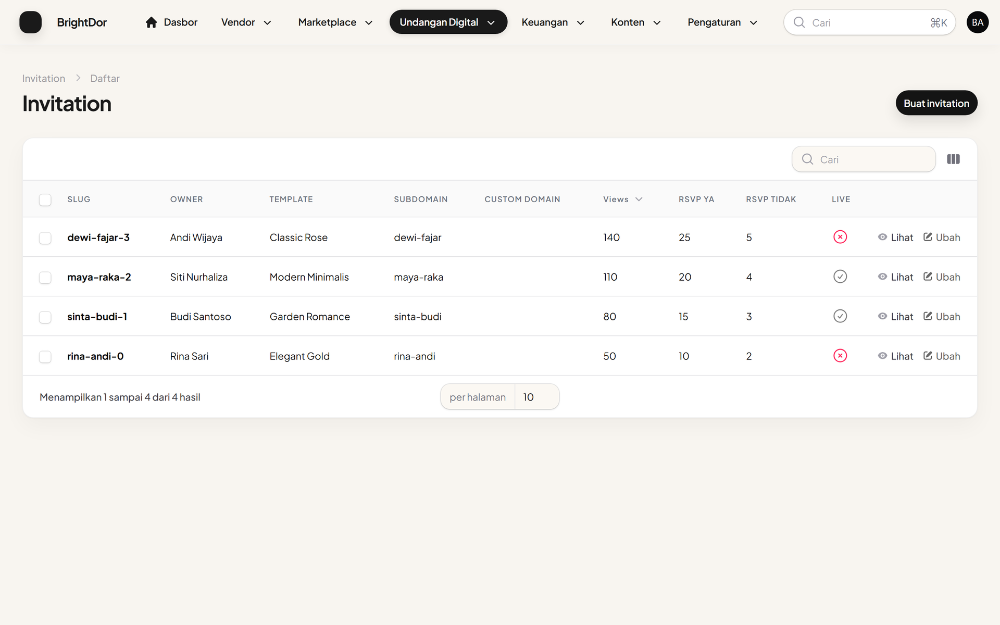 BrightDor Dasbor Vendor Marketplace Undangan Digital Keuangan Konten Pengaturan Cari ⌘K BA
Invitation Daftar
Invitation
Buat invitation
Cari
SLUG OWNER TEMPLATE SUBDOMAIN CUSTOM DOMAIN Views RSVP YA RSVP TIDAK LIVE
dewi-fajar-3 Andi Wijaya Classic Rose dewi-fajar 140 25 5 Lihat Ubah
maya-raka-2 Siti Nurhaliza Modern Minimalis maya-raka 110 20 4 Lihat Ubah
sinta-budi-1 Budi Santoso Garden Romance sinta-budi 80 15 3 Lihat Ubah
rina-andi-0 Rina Sari Elegant Gold rina-andi 50 10 2 Lihat Ubah
Menampilkan 1 sampai 4 dari 4 hasil per halaman 10